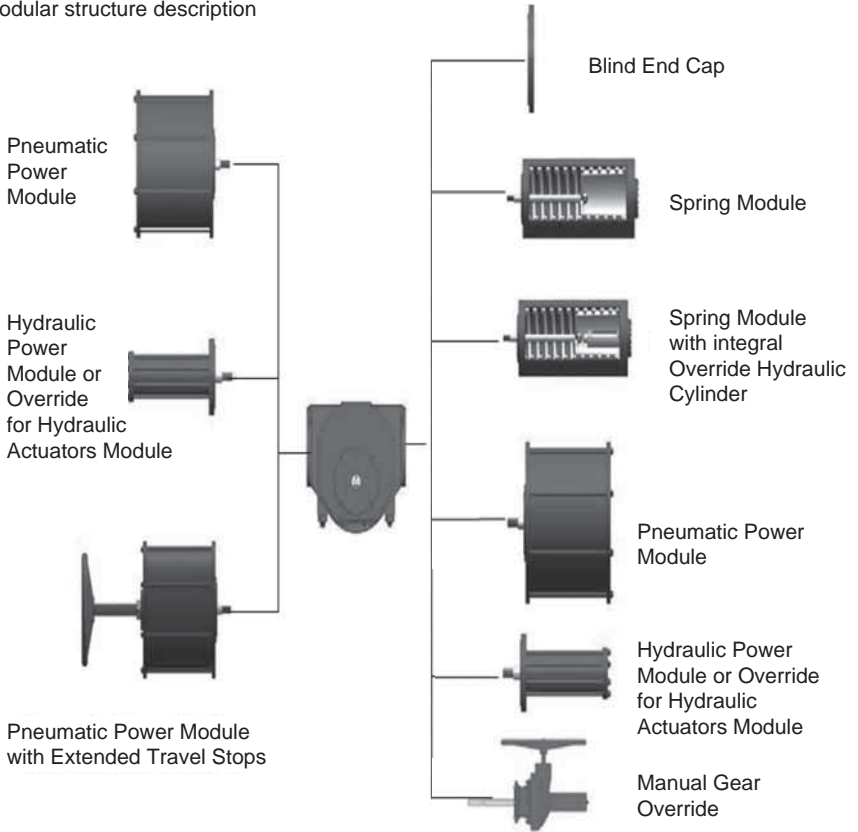 odular structure description
Pneumatic
Power
Module
Hydraulic
Power
Module or
Override
for Hydraulic
Actuators Module
Pneumatic Power Module
with Extended Travel Stops
Blind End Cap
Spring Module
Spring Module
with integral
Override Hydraulic
Cylinder
Pneumatic Power
Module
Hydraulic Power
Module or Override
for Hydraulic
Actuators Module
Manual Gear
Override